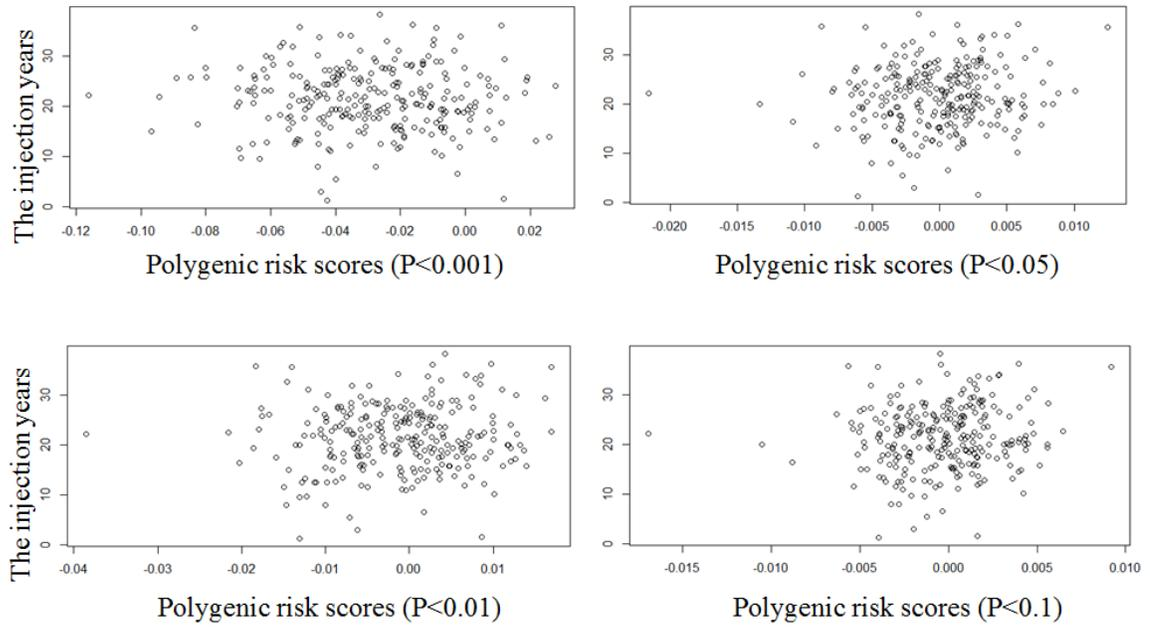 The injection years
0 10 20 30
-0.12 -0.10 -0.08 -0.06 -0.04 -0.02 0.00 0.02
Polygenic risk scores (P<0.001)
0 10 20 30
-0.020 -0.015 -0.010 -0.005 0.000 0.005 0.010
Polygenic risk scores (P<0.05)
The injection years
0 10 20 30
-0.04 -0.03 -0.02 -0.01 0.00 0.01
Polygenic risk scores (P<0.01)
0 10 20 30
-0.015 -0.010 -0.005 0.000 0.005 0.010
Polygenic risk scores (P<0.1)